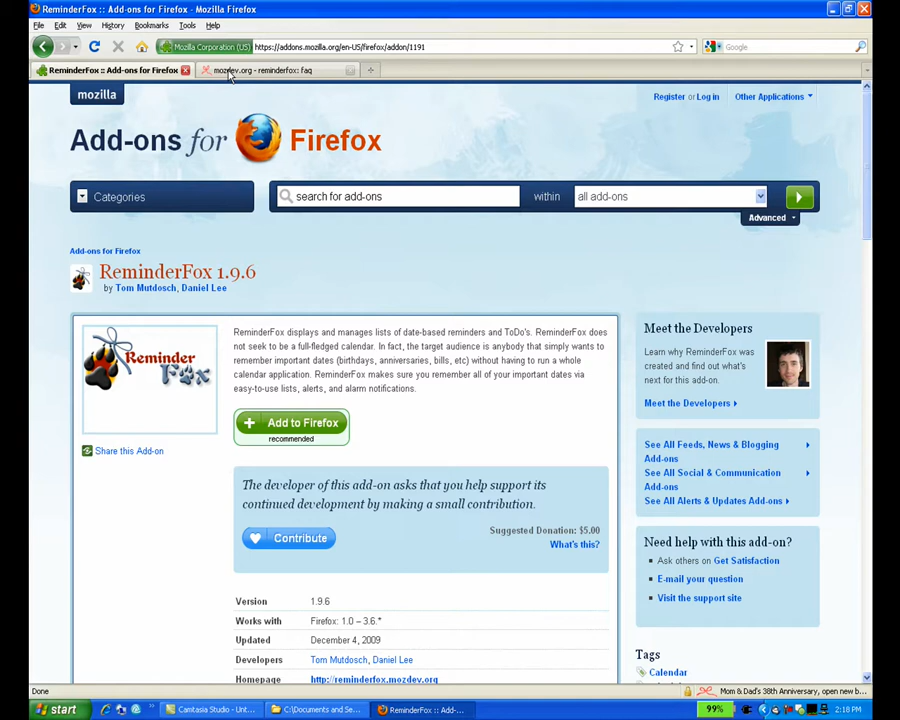 ReminderFox :: Add-ons for Firefox - Mozilla Firefox
File Edit View History Bookmarks Tools Help
Mozilla Corporation (US) https://addons.mozilla.org/en-US/firefox/addon/1191
Google
ReminderFox :: Add-ons for Firefox
mozdev.org - reminderfox: faq
mozilla
Register or Log in Other Applications
Add-ons for Firefox
Categories
search for add-ons within all add-ons
Advanced
Add-ons for Firefox
ReminderFox 1.9.6
by Tom Mutdosch, Daniel Lee
Reminder
Fox
Share this Add-on
ReminderFox displays and manages lists of date-based reminders and ToDo's. ReminderFox does
not seek to be a full-fledged calendar. In fact, the target audience is anybody that simply wants to
remember important dates (birthdays, anniversaries, bills, etc) without having to run a whole
calendar application. ReminderFox makes sure you remember all of your important dates via
easy-to-use lists, alerts, and alarm notifications.
Add to Firefox
recommended
The developer of this add-on asks that you help support its
continued development by making a small contribution.
Contribute
Suggested Donation: $5.00
What's this?
Version 1.9.6
Works with Firefox: 1.0 – 3.6.*
Updated December 4, 2009
Developers Tom Mutdosch, Daniel Lee
Homepage http://reminderfox.mozdev.org
Meet the Developers
Learn why ReminderFox was
created and find out what's
next for this add-on.
Meet the Developers
See All Feeds, News & Blogging
Add-ons
See All Social & Communication
Add-ons
See All Alerts & Updates Add-ons
Need help with this add-on?
Ask others on Get Satisfaction
E-mail your question
Visit the support site
Tags
Calendar
Done
Mom & Dad's 38th Anniversary, open new b...
start
Camtasia Studio - Unt...
C:\Documents and Se...
ReminderFox :: Add-...
99%
2:18 PM